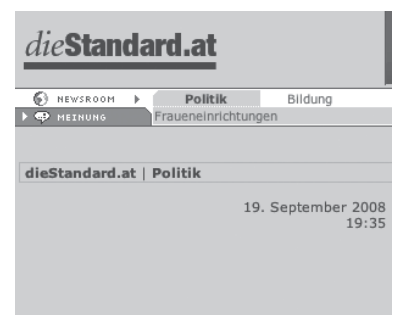 dieStandard.at
NEWSROOM Politik Bildung
MEINUNG Fraueneinrichtungen
dieStandard.at | Politik
19. September 2008
19:35